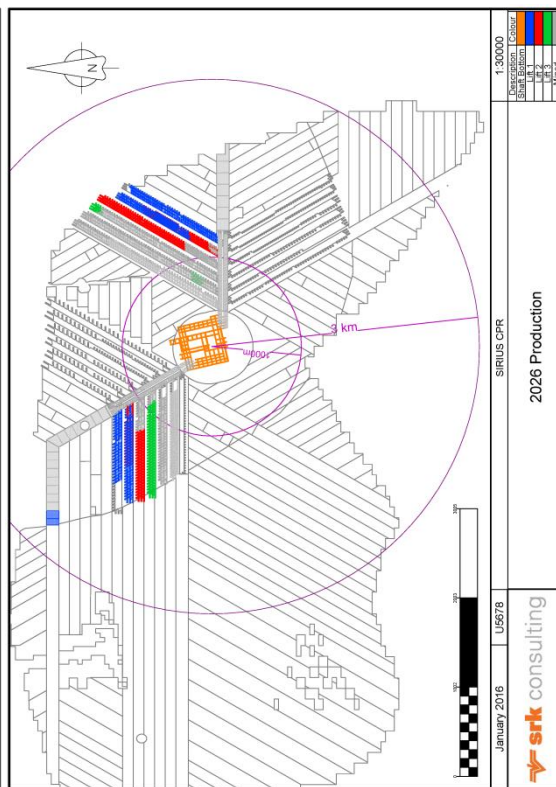 N
3 km
1000m
SIRIUS CPR
1:30000
Description Colour
Shaft Bottom
Lift 1
Lift 2
Lift 3
Mined
2026 Production
U5678
January 2016
srk consulting